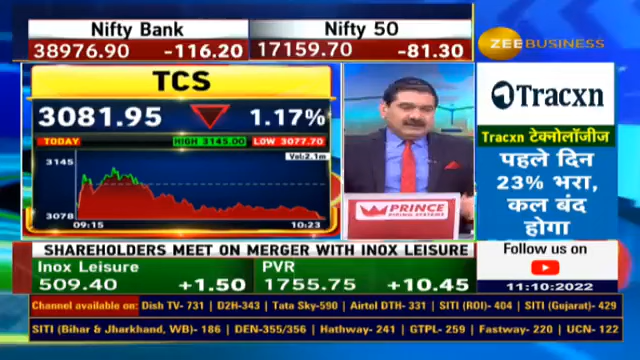 Nifty Bank
38976.90 -116.20
Nifty 50
17159.70 -81.30
ZEE BUSINESS
TCS
3081.95 1.17%
TODAY HIGH 3145.00 LOW 3077.70
Vol:2.1m
3145
3078
09:15 10:23
PRINCE
PIPING SYSTEMS
Tracxn
Tracxn टेक्नोलॉजीज
पहले दिन
23% भरा,
कल बंद
होगा
SHAREHOLDERS MEET ON MERGER WITH INOX LEISURE
Inox Leisure
509.40 +1.50
PVR
1755.75 +10.45
Follow us on
11:10:2022
Channel available on: Dish TV- 731 | D2H-343 | Tata Sky-590 | Airtel DTH- 331 | SITI (ROI)- 404 | SITI (Gujarat)- 429
SITI (Bihar & Jharkhand, WB)- 186 | DEN-355/356 | Hathway- 241 | GTPL- 259 | Fastway- 220 | UCN- 122